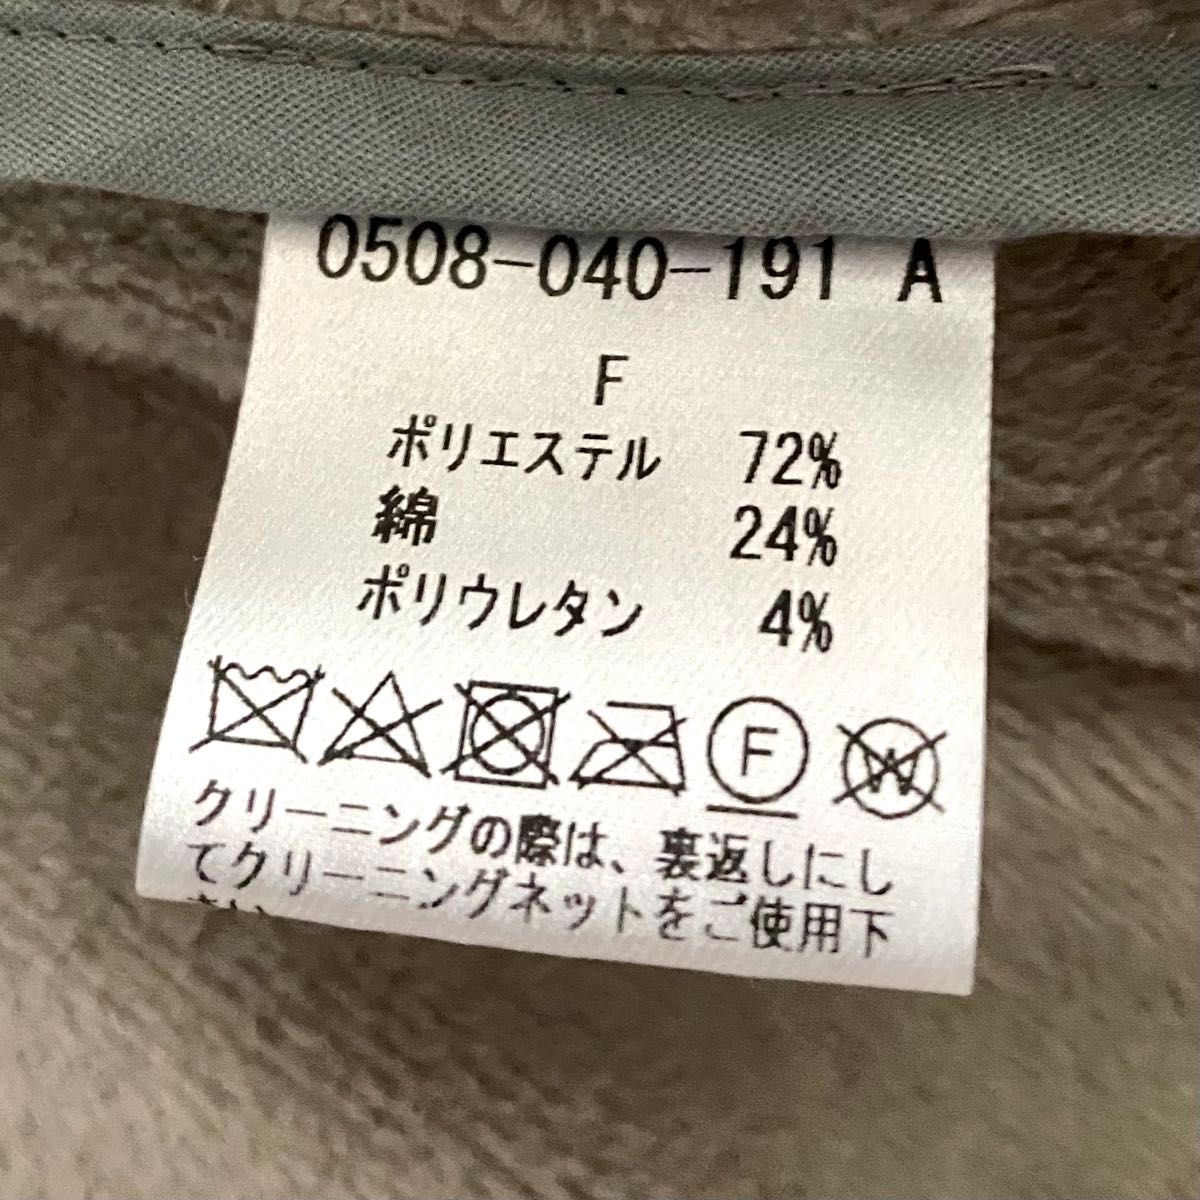 0508-040-191 A
F
ポリエステル 72%
綿 24%
ポリウレタン 4%
F W
クリーニングの際は、裏返しにし
てクリーニングネットをご使用下
さい